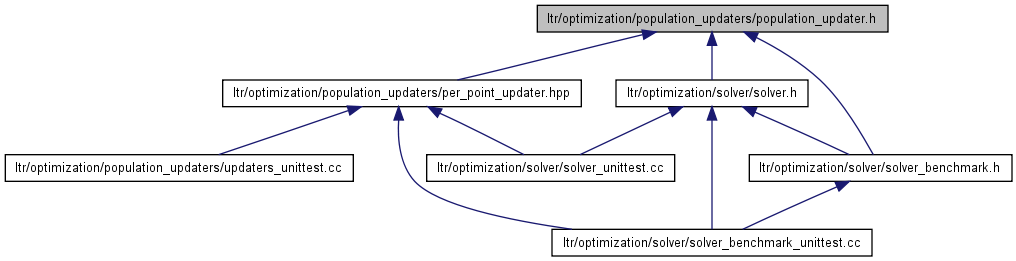 ltr/optimization/population_updaters/population_updater.h
ltr/optimization/population_updaters/per_point_updater.hpp
ltr/optimization/solver/solver.h
ltr/optimization/population_updaters/updaters_unittest.cc
ltr/optimization/solver/solver_unittest.cc
ltr/optimization/solver/solver_benchmark.h
ltr/optimization/solver/solver_benchmark_unittest.cc